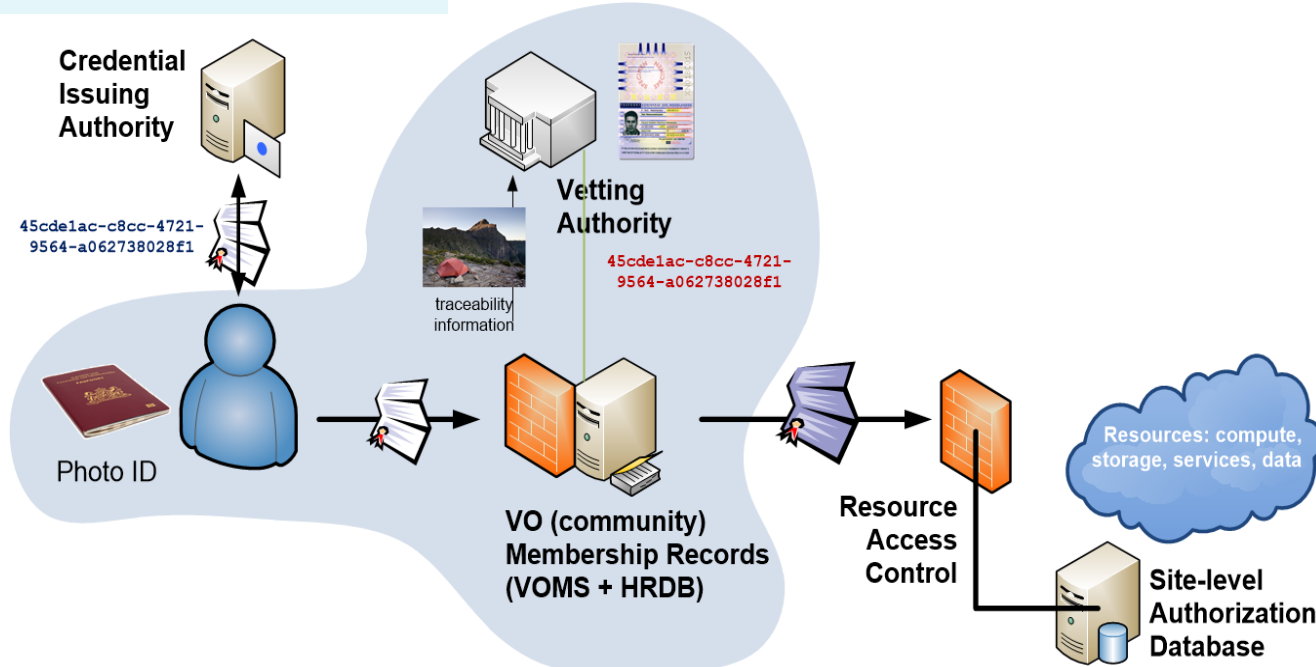 Credential
Issuing
Authority
45cde1ac-c8cc-4721-
9564-a062738028f1
Vetting
Authority
45cde1ac-c8cc-4721-
9564-a062738028f1
traceability
information
Photo ID
VO (community)
Membership Records
(VOMS + HRDB)
Resource
Access
Control
Resources: compute,
storage, services, data
Site-level
Authorization
Database